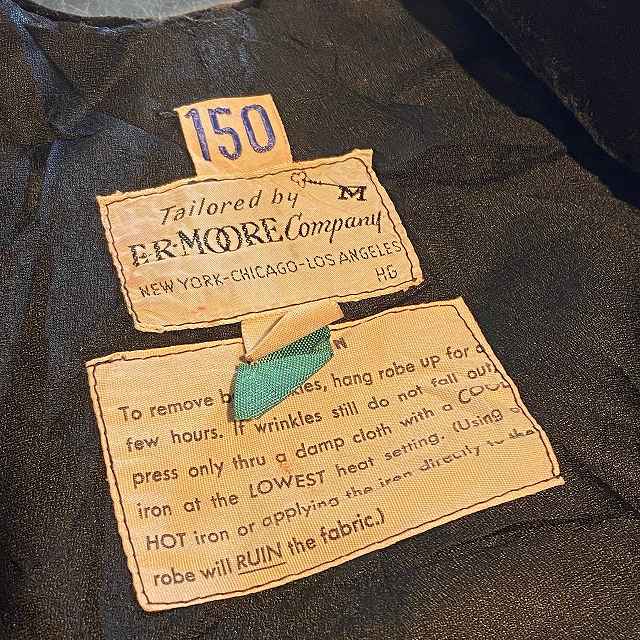 150
Tailored by M
E·R·MOORE Company
NEW YORK-CHICAGO-LOS ANGELES
HG
N
To remove hang robe up for a
few hours. If wrinkles still do not fall out,
press only thru a damp cloth with a COOL
iron at the LOWEST heat setting. (Using a
HOT iron or applying the iron directly to the
robe will RUIN the fabric.)